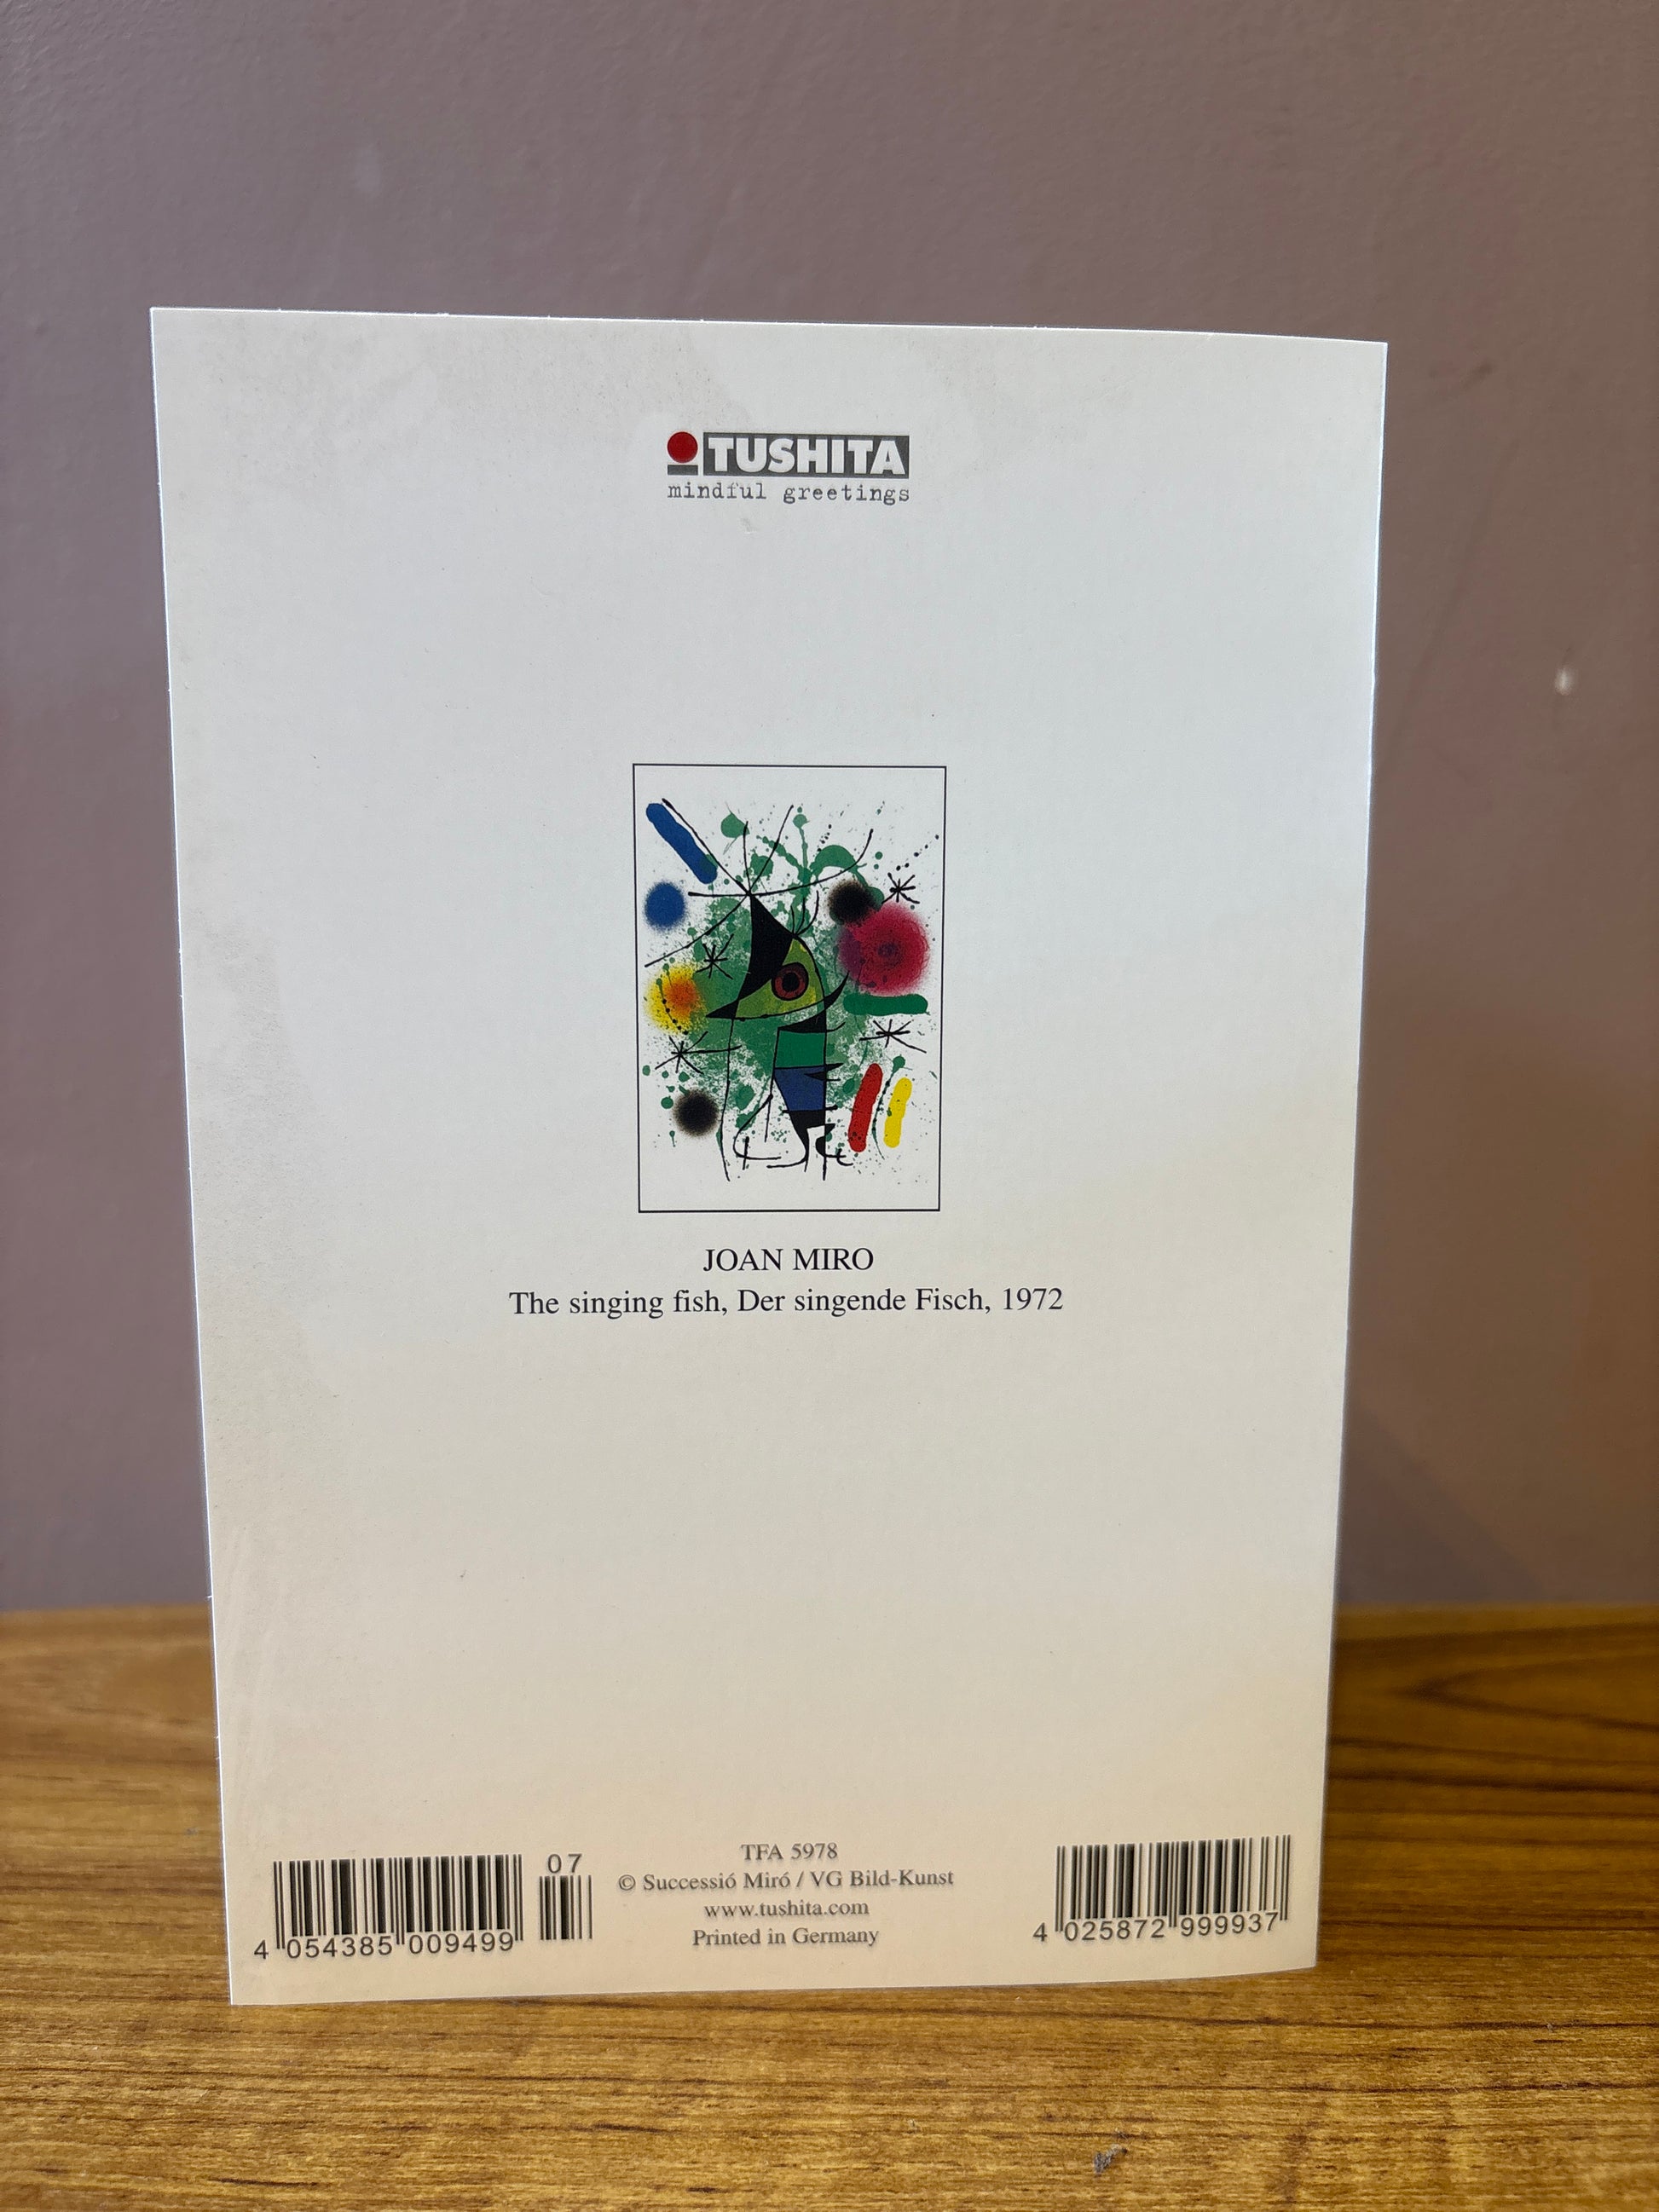 TUSHITA
mindful greetings
JOAN MIRO
The singing fish, Der singende Fisch, 1972
07
4 054385 009499
TFA 5978
© Successió Miró / VG Bild-Kunst
www.tushita.com
Printed in Germany
4 025872 999937